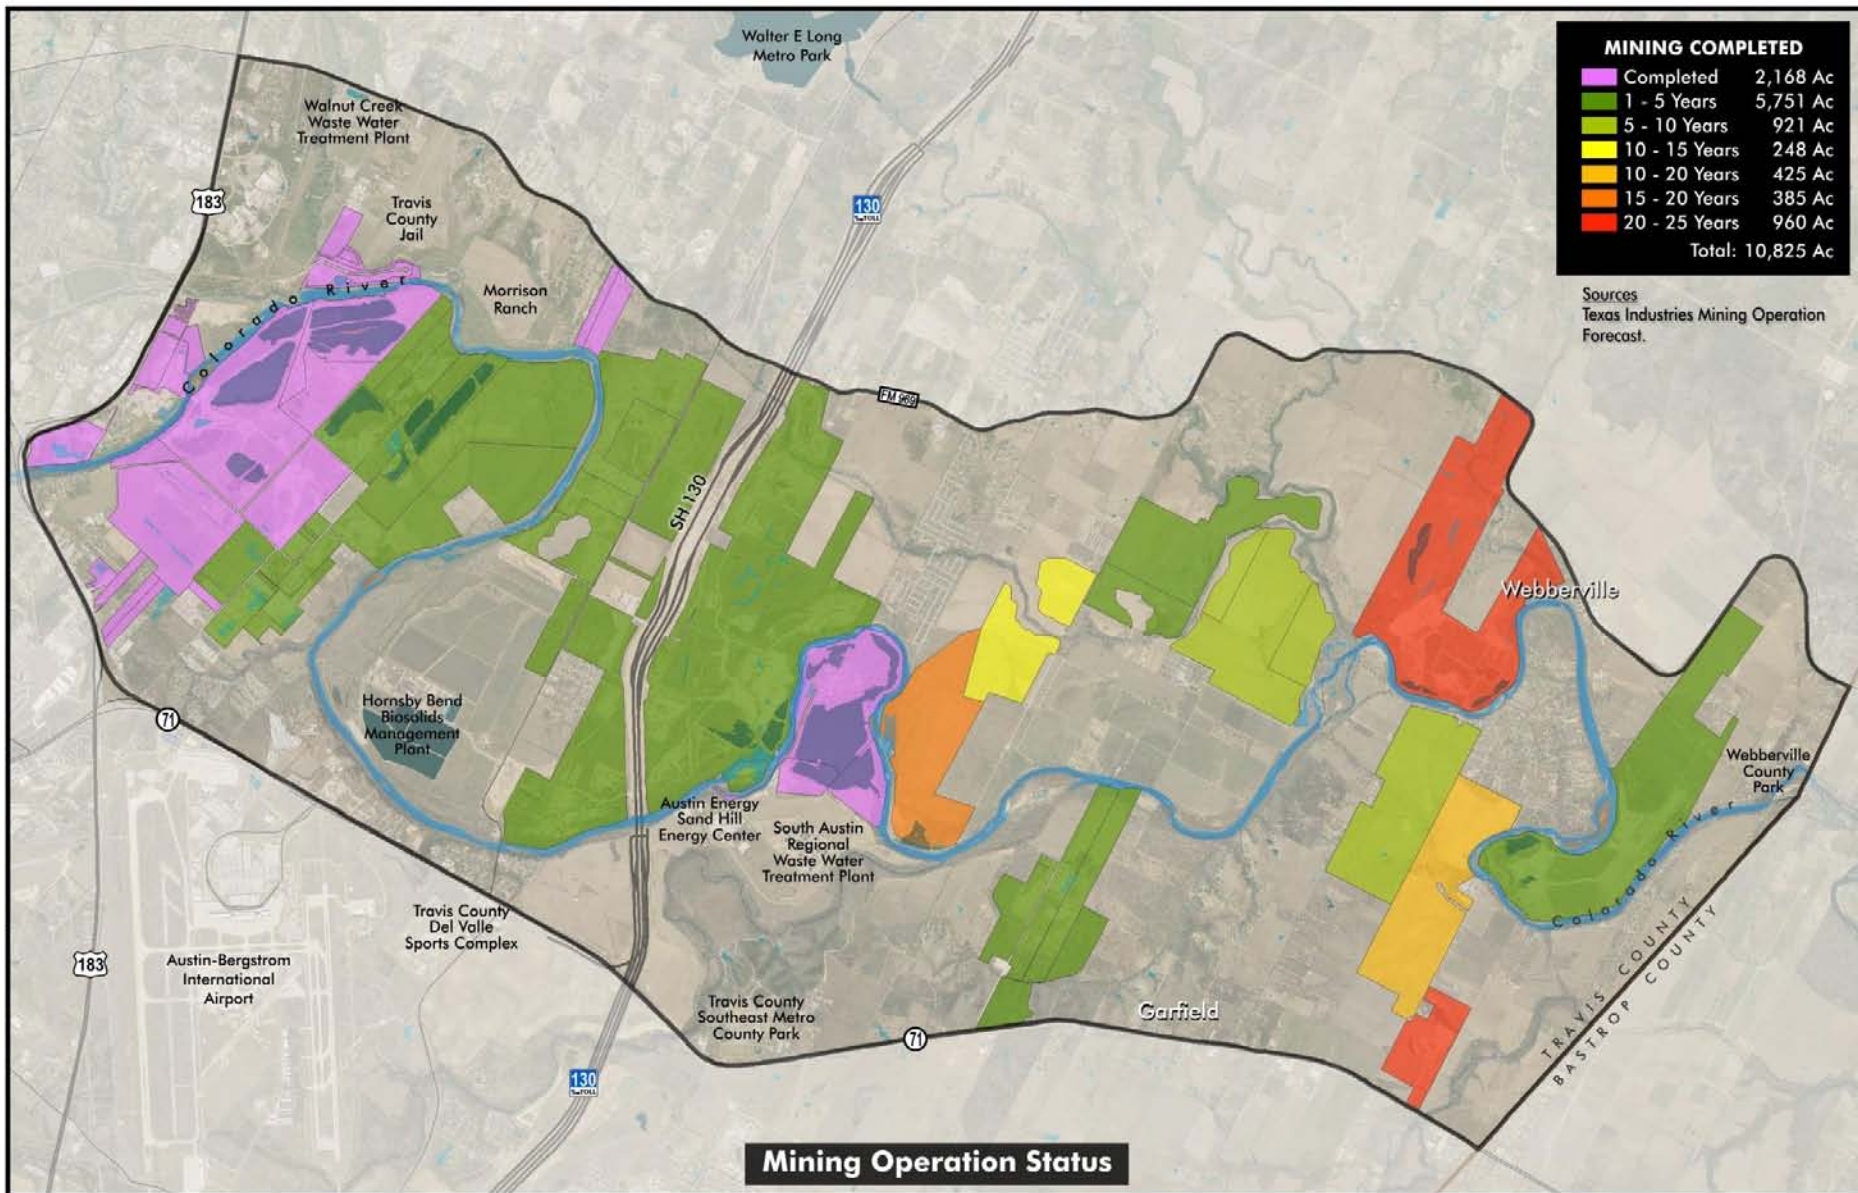 Walter E Long
Metro Park
MINING COMPLETED
Completed 2,168 Ac
1 - 5 Years 5,751 Ac
5 - 10 Years 921 Ac
10 - 15 Years 248 Ac
10 - 20 Years 425 Ac
15 - 20 Years 385 Ac
20 - 25 Years 960 Ac
Total: 10,825 Ac
Sources
Texas Industries Mining Operation
Forecast.
Walnut Creek
Waste Water
Treatment Plant
183
Travis
County
Jail
130
TOLL
Colorado River
Morrison
Ranch
FM 969
SH 130
Webberville
Hornsby Bend
Biosolids
Management
Plant
71
Webberville
County
Park
Austin Energy
Sand Hill
Energy Center
South Austin
Regional
Waste Water
Treatment Plant
Colorado River
Travis County
Del Valle
Sports Complex
183
Austin-Bergstrom
International
Airport
Travis County
Southeast Metro
County Park
Garfield
71
TRAVIS COUNTY
BASTROP COUNTY
130
TOLL
Mining Operation Status